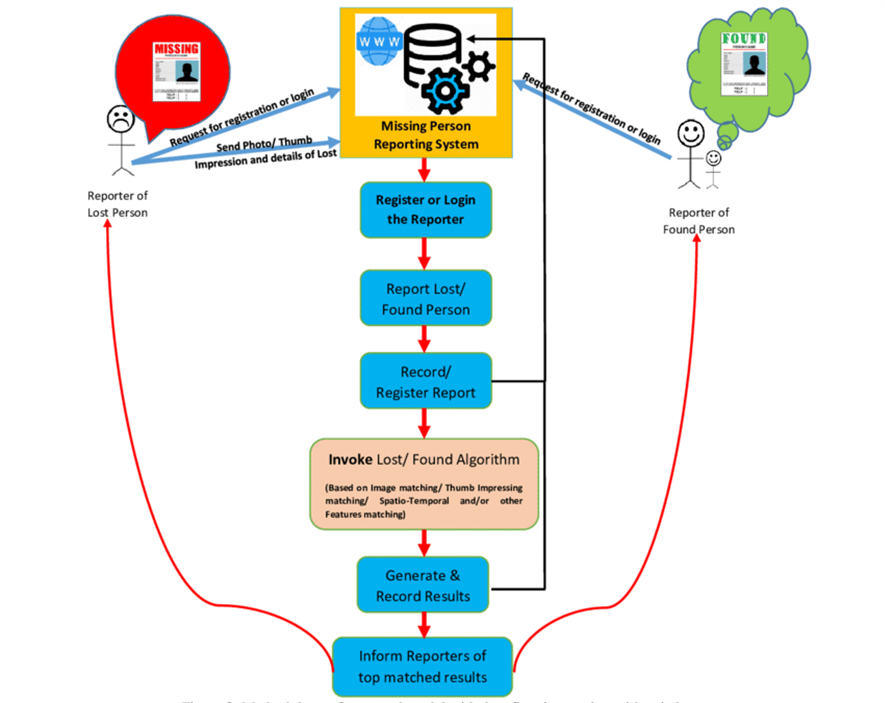 MISSING
FOUND
WWW
Request for registration or login
Send Photo/ Thumb
Impression and details of Lost
Request for registration or login
Missing Person
Reporting System
Reporter of
Lost Person
Reporter of
Found Person
Register or Login
the Reporter
Report Lost/
Found Person
Record/
Register Report
Invoke Lost/ Found Algorithm
(Based on Image matching/ Thumb Impressing
matching/ Spatio-Temporal and/or other
Features matching)
Generate &
Record Results
Inform Reporters of
top matched results